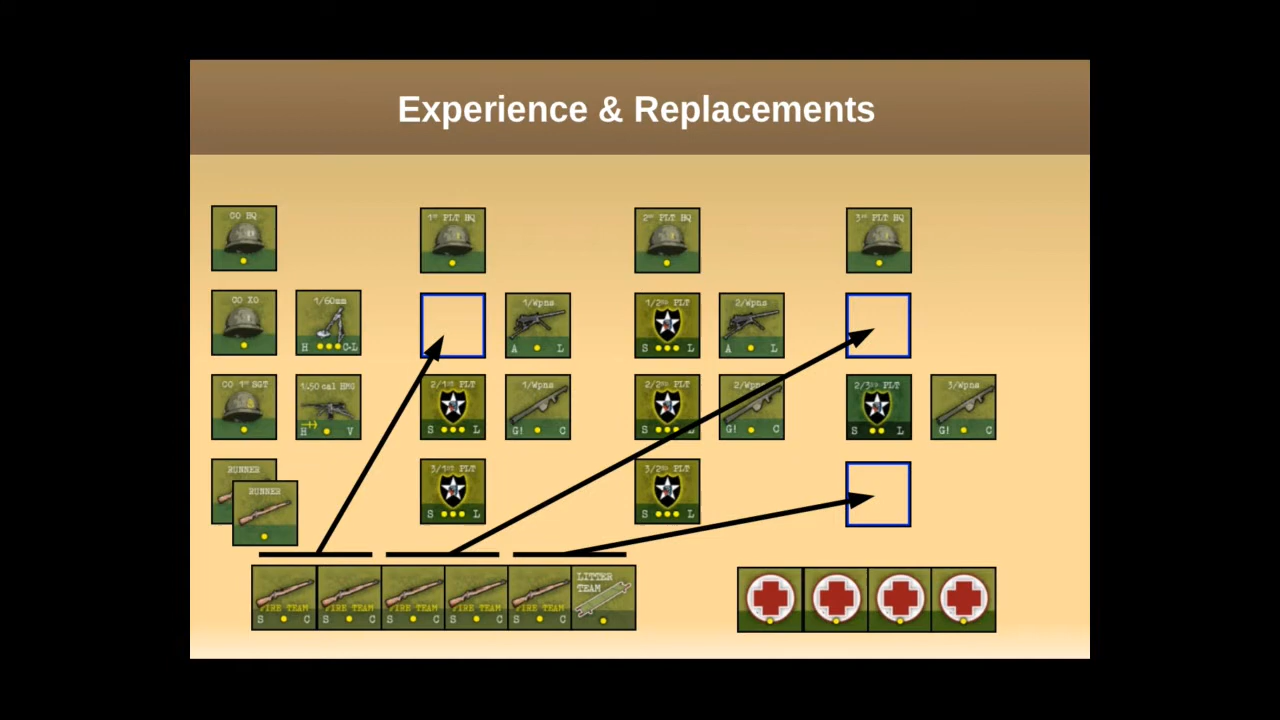 Experience & Replacements
CO HQ
1ST PLT HQ
2ND PLT HQ
3RD PLT HQ
CO XO
1/60mm
H C-L
1/Wpns
A L
1/2ND PLT
S L
2/Wpns
A L
CO 1ST SGT
.50 cal HMG
H V
2/1ST PLT
S L
1/Wpns
G! C
2/2ND PLT
S L
2/Wpns
G! C
2/3RD PLT
S L
3/Wpns
G! C
RUNNER
RUNNER
3/1ST PLT
S L
3/2ND PLT
S L
FIRE TEAM
S C
FIRE TEAM
S C
FIRE TEAM
S C
FIRE TEAM
S C
FIRE TEAM
S C
LITTER
TEAM